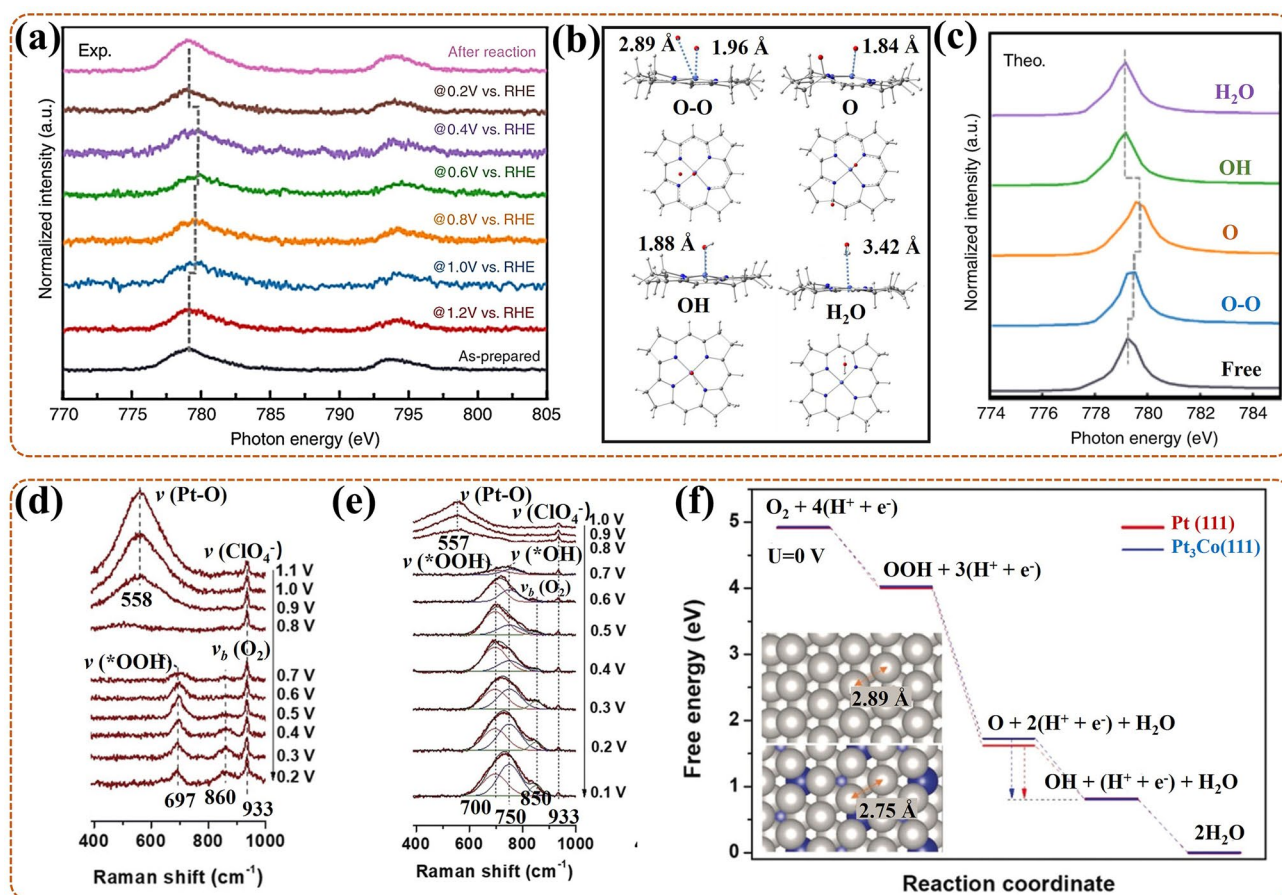 (a)
Exp.
After reaction
@0.2V vs. RHE
@0.4V vs. RHE
@0.6V vs. RHE
@0.8V vs. RHE
@1.0V vs. RHE
@1.2V vs. RHE
As-prepared
Normalized intensity (a.u.)
770 775 780 785 790 795 800 805
Photon energy (eV)
(b)
2.89 Å 1.96 Å 1.84 Å
O-O O
1.88 Å 3.42 Å
OH H₂O
(c)
Theo.
H₂O
OH
O
O-O
Free
Normalized intensity (a.u.)
774 776 778 780 782 784
Photon energy (eV)
(d)
ν (Pt-O)
ν (ClO₄⁻)
1.1 V
1.0 V
0.9 V
0.8 V
558
ν (*OOH) νb (O₂)
0.7 V
0.6 V
0.5 V
0.4 V
0.3 V
0.2 V
697 860 933
400 600 800 1000
Raman shift (cm⁻¹)
(e)
ν (Pt-O)
ν (ClO₄⁻)
1.0 V
0.9 V
0.8 V
557
ν (*OOH) ν (*OH)
0.7 V
νb (O₂)
0.6 V
0.5 V
0.4 V
0.3 V
0.2 V
0.1 V
700 750 850 933
400 600 800 1000
Raman shift (cm⁻¹)
(f)
O₂ + 4(H⁺ + e⁻)
Pt (111)
Pt₃Co(111)
U=0 V
OOH + 3(H⁺ + e⁻)
2.89 Å
O + 2(H⁺ + e⁻) + H₂O
OH + (H⁺ + e⁻) + H₂O
2.75 Å
2H₂O
5
4
3
2
1
0
Free energy (eV)
Reaction coordinate